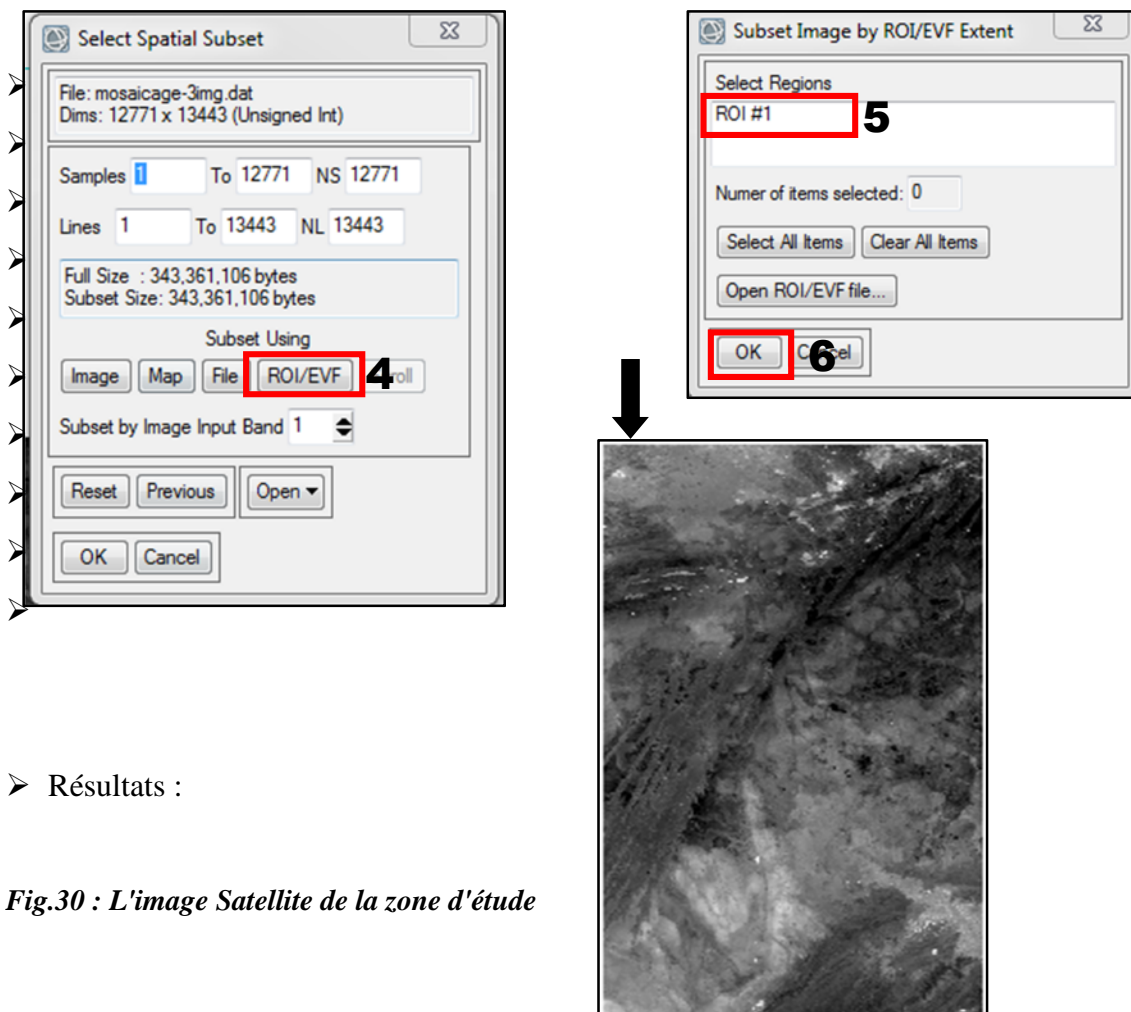 Select Spatial Subset
File: mosaicage-3img.dat
Dims: 12771 x 13443 (Unsigned Int)
Samples 1 To 12771 NS 12771
Lines 1 To 13443 NL 13443
Full Size : 343,361,106 bytes
Subset Size: 343,361,106 bytes
Subset Using
Image Map File ROI/EVF 4
Subset by Image Input Band 1
Reset Previous Open
OK Cancel
Subset Image by ROI/EVF Extent
Select Regions
ROI #1 5
Numer of items selected: 0
Select All Items Clear All Items
Open ROI/EVF file...
OK 6
➢ Résultats :
Fig.30 : L'image Satellite de la zone d'étude